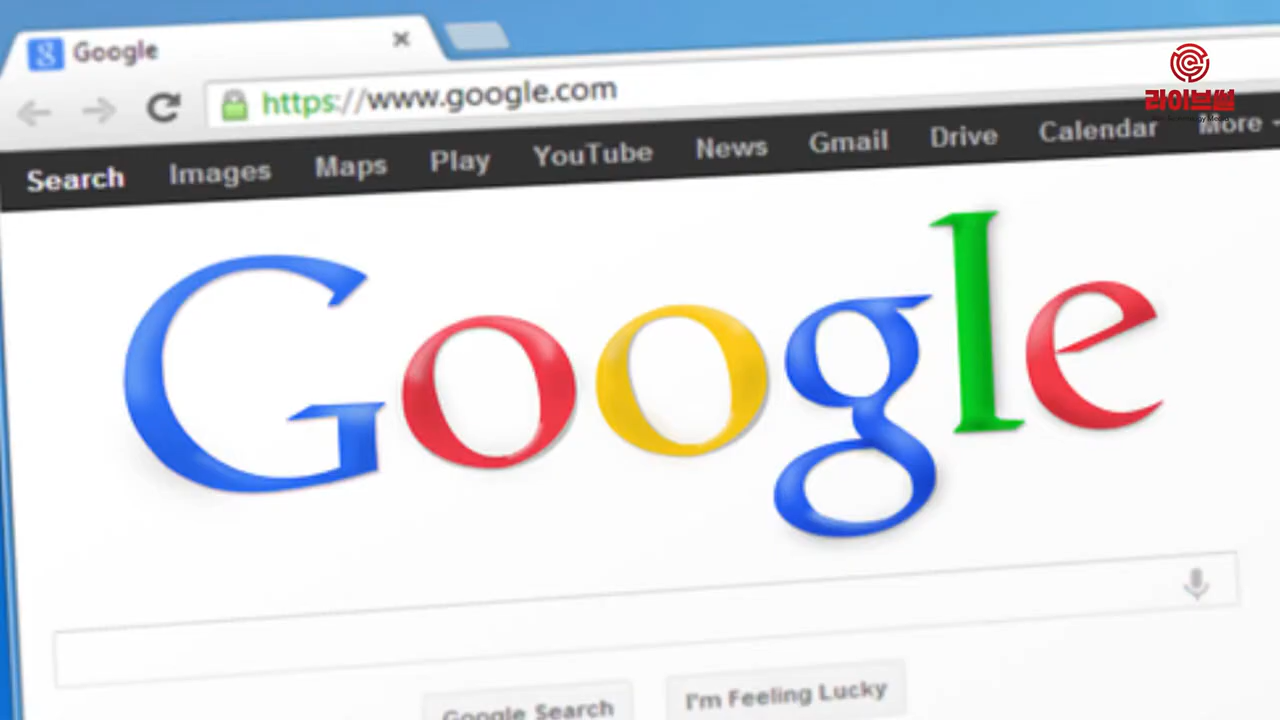 Google
https://www.google.com
라이브썰
Search Images Maps Play YouTube News Gmail Drive Calendar More
Google
Google Search
I'm Feeling Lucky